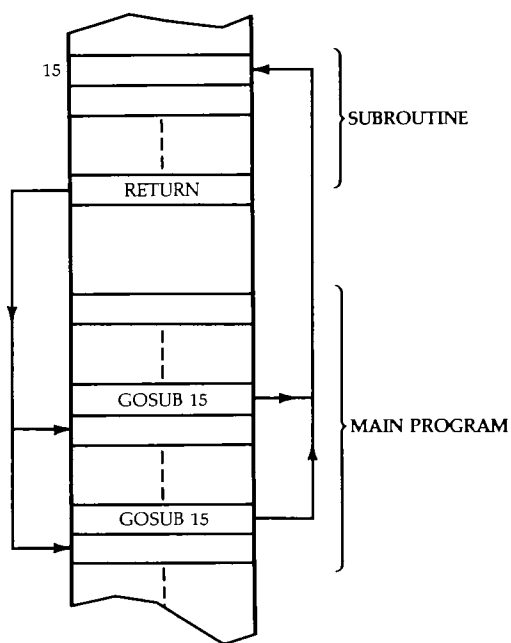 15
SUBROUTINE
RETURN
GOSUB 15
MAIN PROGRAM
GOSUB 15